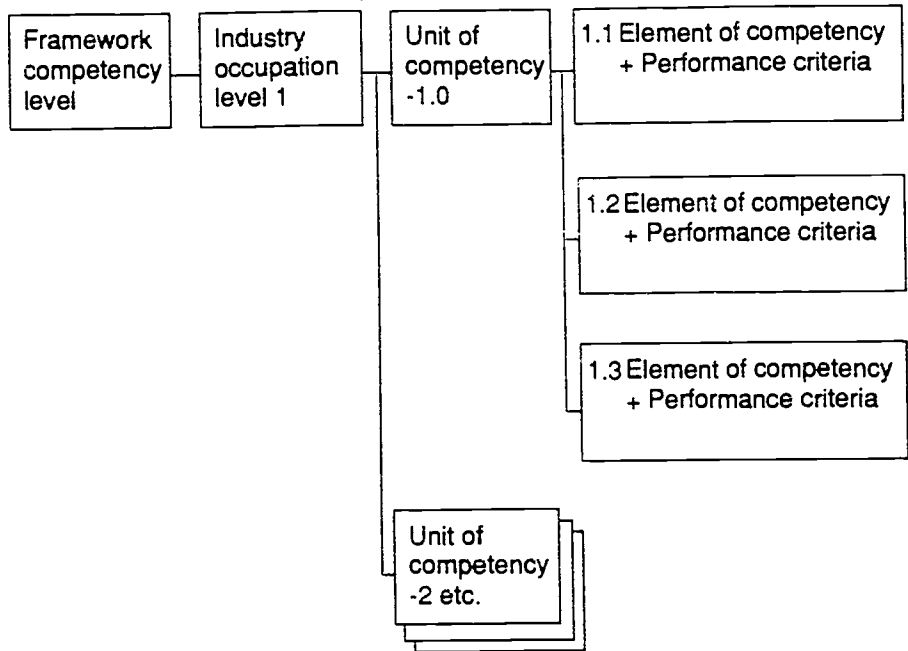 Framework
competency
level
Industry
occupation
level 1
Unit of
competency
-1.0
1.1 Element of competency
+ Performance criteria
1.2 Element of competency
+ Performance criteria
1.3 Element of competency
+ Performance criteria
Unit of
competency
-2 etc.